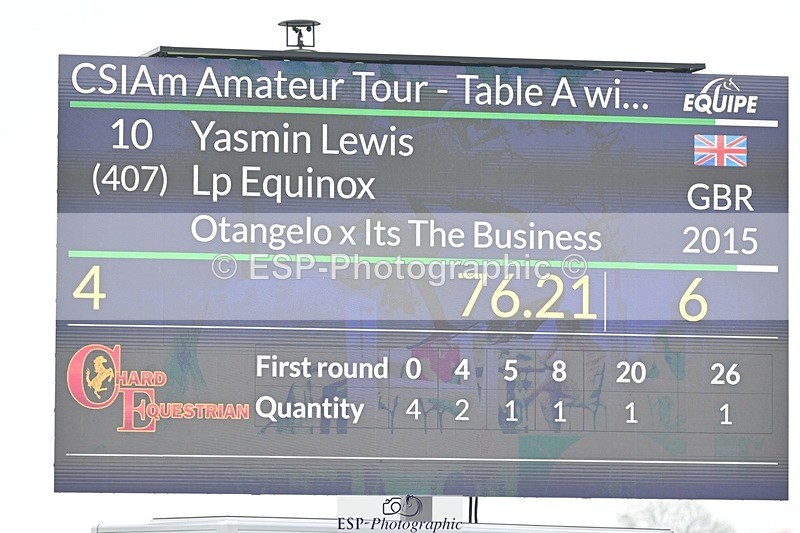 CSIAm Amateur Tour - Table A wi...
EQUIPE
10 Yasmin Lewis
(407) Lp Equinox GBR
Otangelo x Its The Business 2015
© ESP-Photographic ©
4 76.21 6
CHARD EQUESTRIAN
First round 0 4 5 8 20 26
Quantity 4 2 1 1 1 1
ESP-Photographic